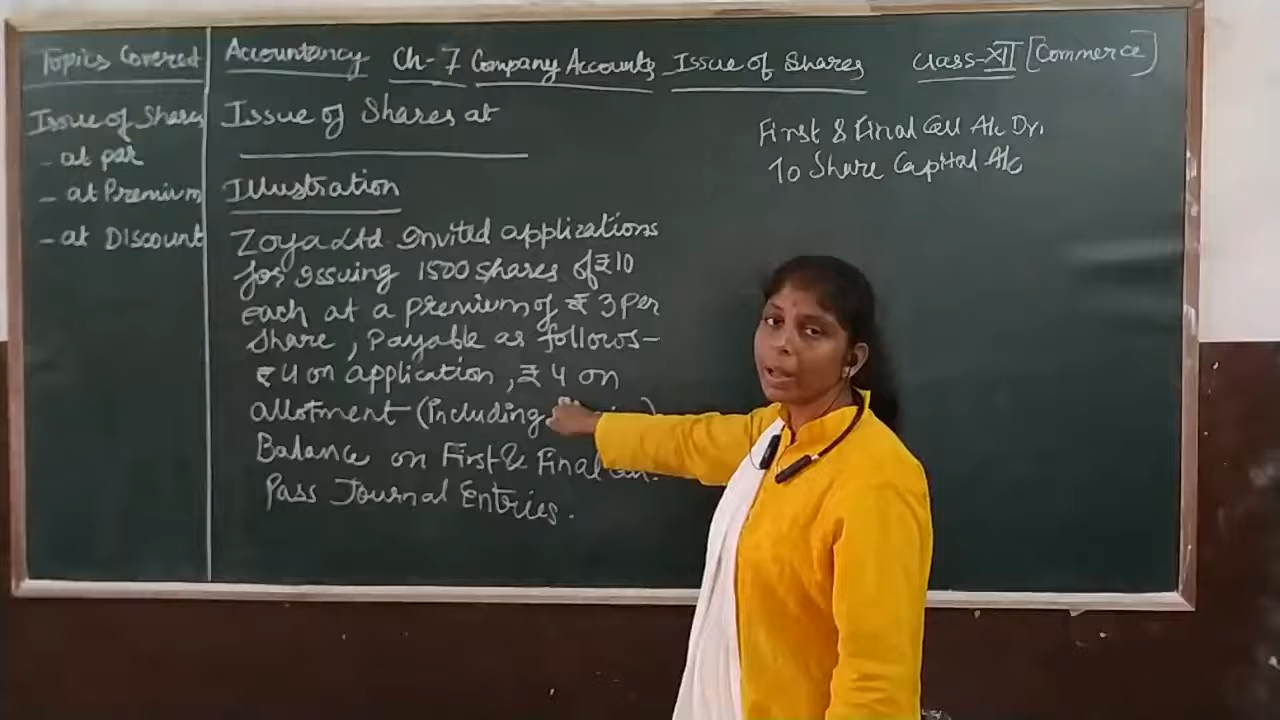 Topics Covered
Issue of Shares
- at par
- at Premium
- at Discount
Accountancy Ch-7 Company Accounts Issue of Shares Class-XII [Commerce]
Issue of Shares at
Illustration
Zoya Ltd invited applications
for issuing 1500 shares of ₹10
each at a premium of ₹ 3 per
share, payable as follows-
₹4 on application, ₹ 4 on
allotment (including
Balance on First & Final Call.
Pass Journal Entries.
First & Final Call A/c Dr.
To Share Capital A/c